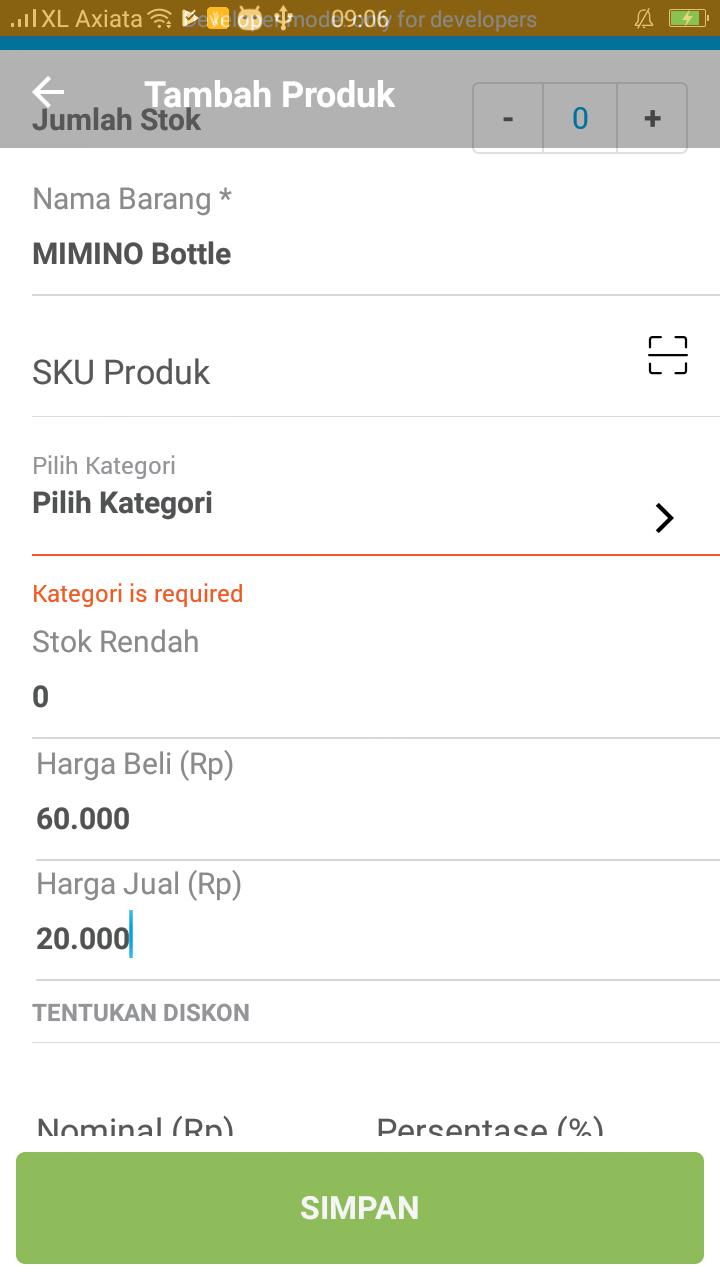 XL Axiata Developer mode only for developers 09:06
Tambah Produk
Jumlah Stok - 0 +
Nama Barang *
MIMINO Bottle
SKU Produk
Pilih Kategori
Pilih Kategori
Kategori is required
Stok Rendah
0
Harga Beli (Rp)
60.000
Harga Jual (Rp)
20.000
TENTUKAN DISKON
Nominal (Rp) Persentase (%)
SIMPAN